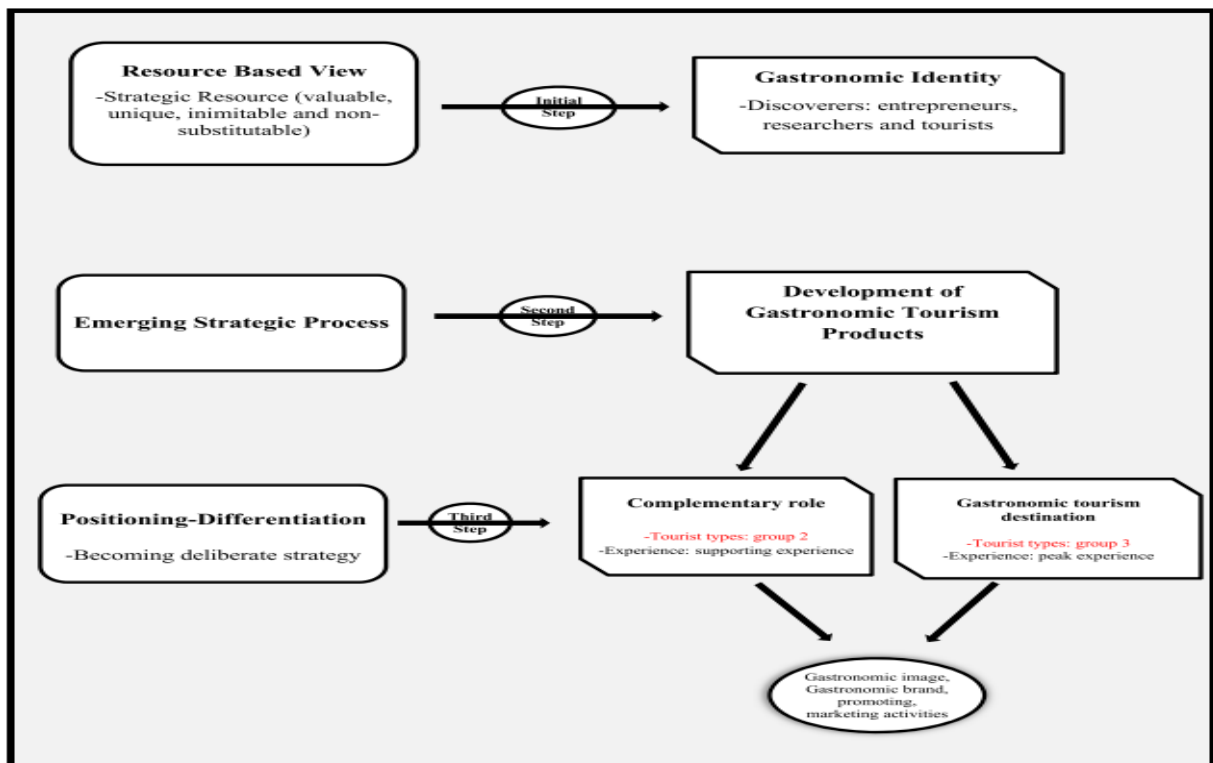 Resource Based View
-Strategic Resource (valuable,
unique, inimitable and non-
substitutable)
Initial
Step
Gastronomic Identity
-Discoverers: entrepreneurs,
researchers and tourists
Emerging Strategic Process
Second
Step
Development of
Gastronomic Tourism
Products
Positioning-Differentiation
-Becoming deliberate strategy
Third
Step
Complementary role
-Tourist types: group 2
-Experience: supporting experience
Gastronomic tourism
destination
-Tourist types: group 3
-Experience: peak experience
Gastronomic image,
Gastronomic brand,
promoting,
marketing activities